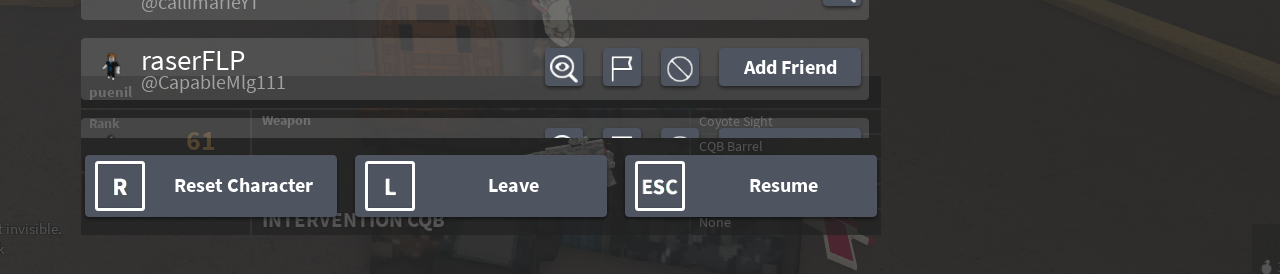 @callimarieYT
raserFLP
@CapableMlg111
Add Friend
puenil
Rank
61
Weapon
Coyote Sight
CQB Barrel
R Reset Character
L Leave
ESC Resume
INTERVENTION CQB
None
t invisible.
k